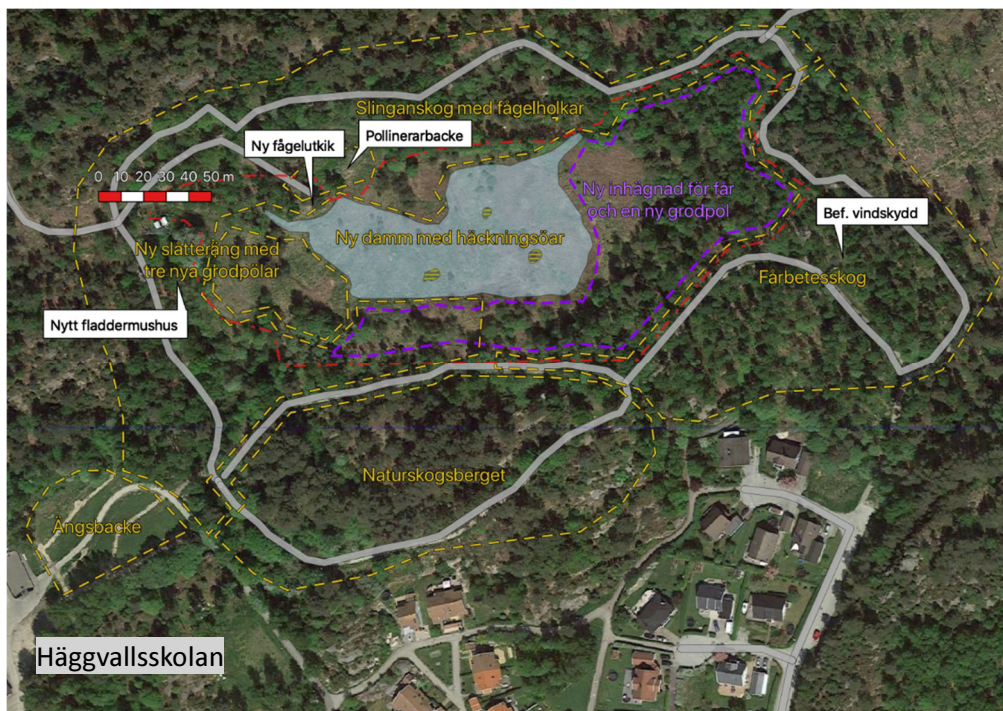 Slinganskog med fågelholkar
Pollinerarbacke
Ny fågelutkik
0 10 20 30 40 50 m
Ny inhägnad för får
och en ny grodpöl
Bef. vindskydd
Ny damm med häckningsöar
Ny slåtteräng med
tre nya grodpölar
Fårbetesskog
Nytt fladdermushus
Naturskogsberget
Ängsbacke
Häggvallsskolan